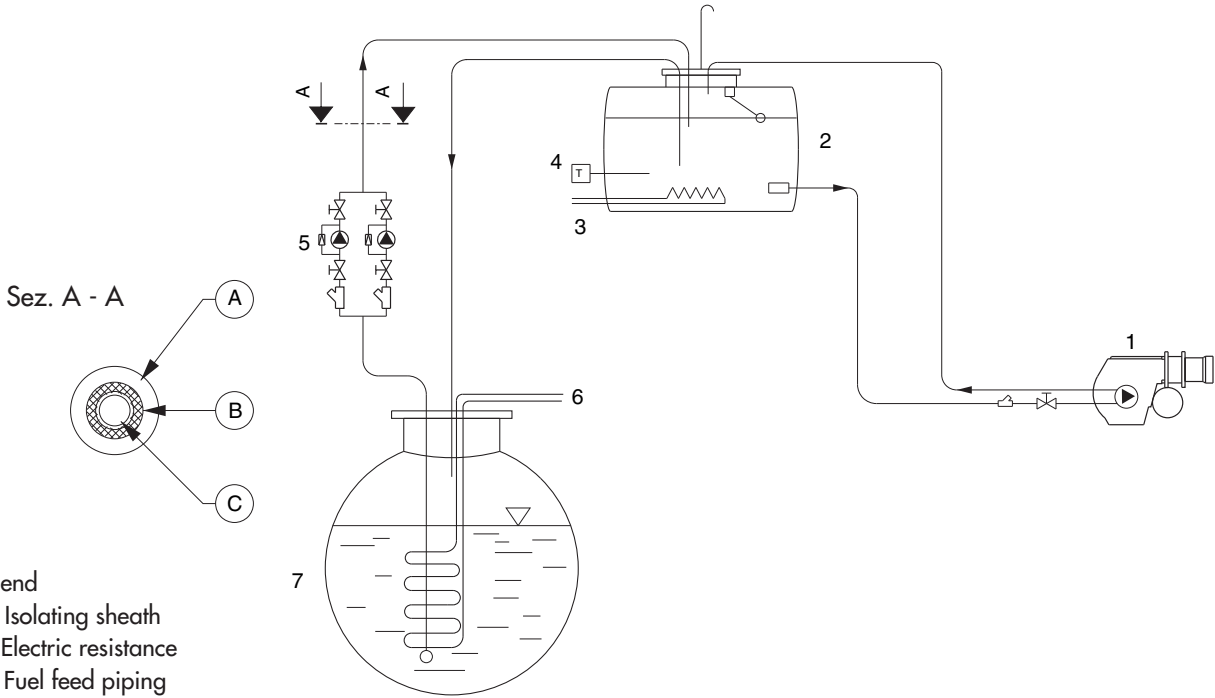 A A
2
4 T
3
5
Sez. A - A
A
1
B
6
C
7
end
Isolating sheath
Electric resistance
Fuel feed piping